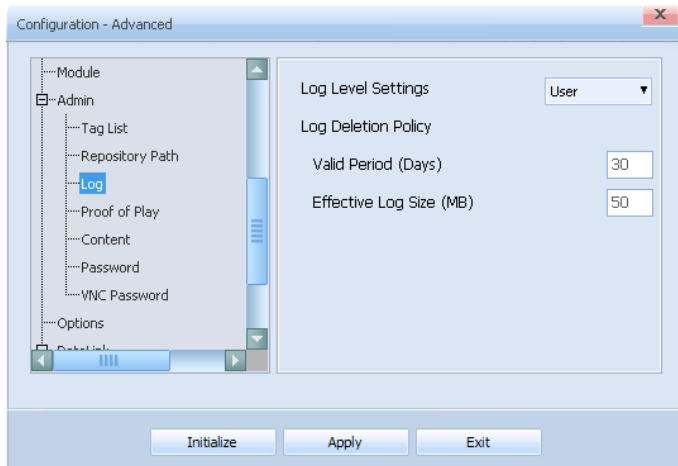 Configuration - Advanced
X
Module
Admin
Tag List
Repository Path
Log
Proof of Play
Content
Password
VNC Password
Options
DataLink
Log Level Settings
User
Log Deletion Policy
Valid Period (Days)
30
Effective Log Size (MB)
50
Initialize
Apply
Exit